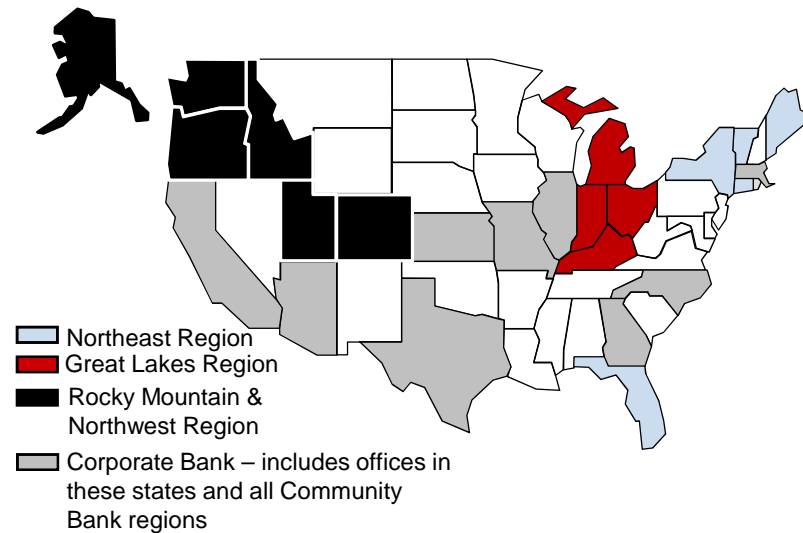 Northeast Region
Great Lakes Region
Rocky Mountain &
Northwest Region
Corporate Bank – includes offices in
these states and all Community
Bank regions